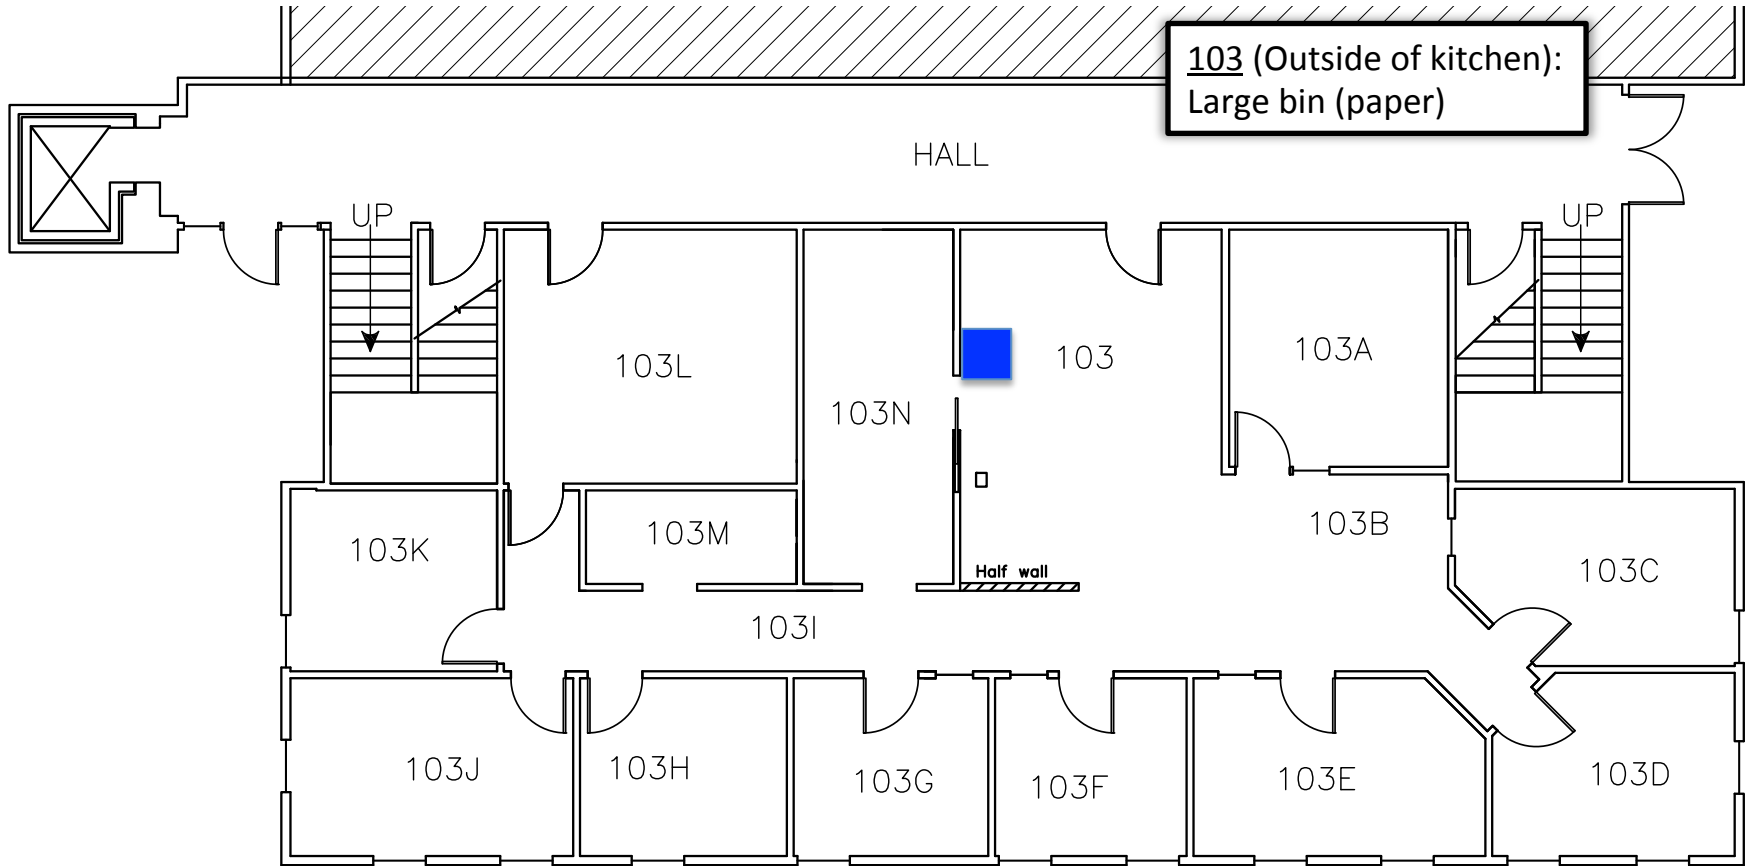 103 (Outside of kitchen):
Large bin (paper)
HALL
UP
UP
103L
103N
103
103A
103K
103M
103B
103C
Half wall
103I
103J
103H
103G
103F
103E
103D